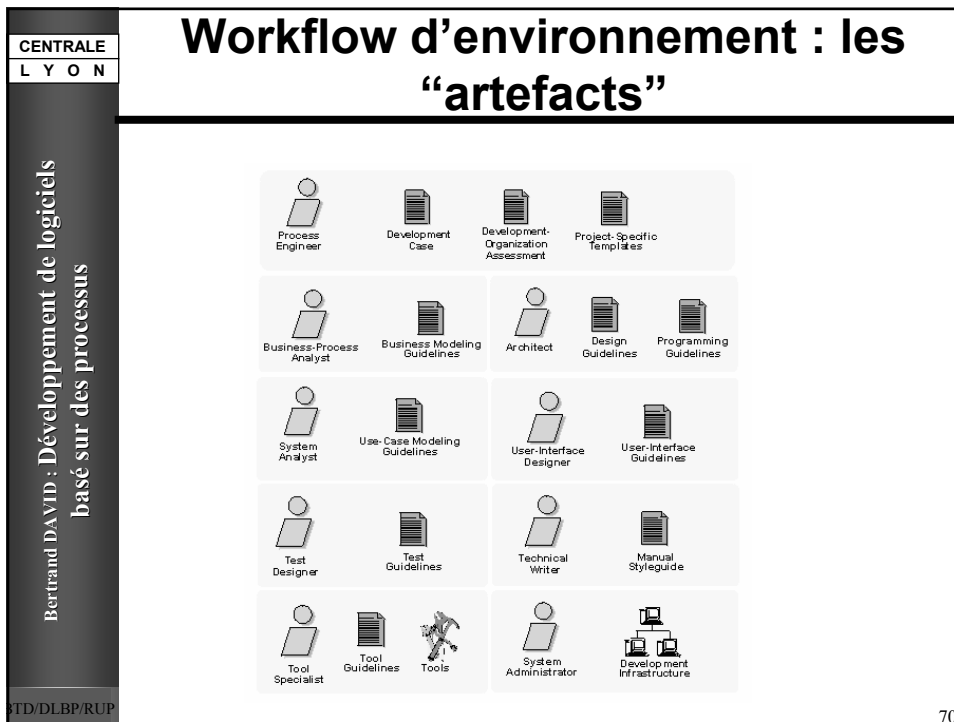 CENTRALE
L Y O N
Workflow d’environnement : les
“artefacts”
Bertrand DAVID : Développement de logiciels
basé sur des processus
Process
Engineer
Development
Case
Development-
Organization
Assessment
Project-Specific
Templates
Business-Process
Analyst
Business Modeling
Guidelines
Architect
Design
Guidelines
Programming
Guidelines
System
Analyst
Use-Case Modeling
Guidelines
User-Interface
Designer
User-Interface
Guidelines
Test
Designer
Test
Guidelines
Technical
Writer
Manual
Styleguide
Tool
Specialist
Tool
Guidelines
Tools
System
Administrator
Development
Infrastructure
BTD/DLBP/RUP
70